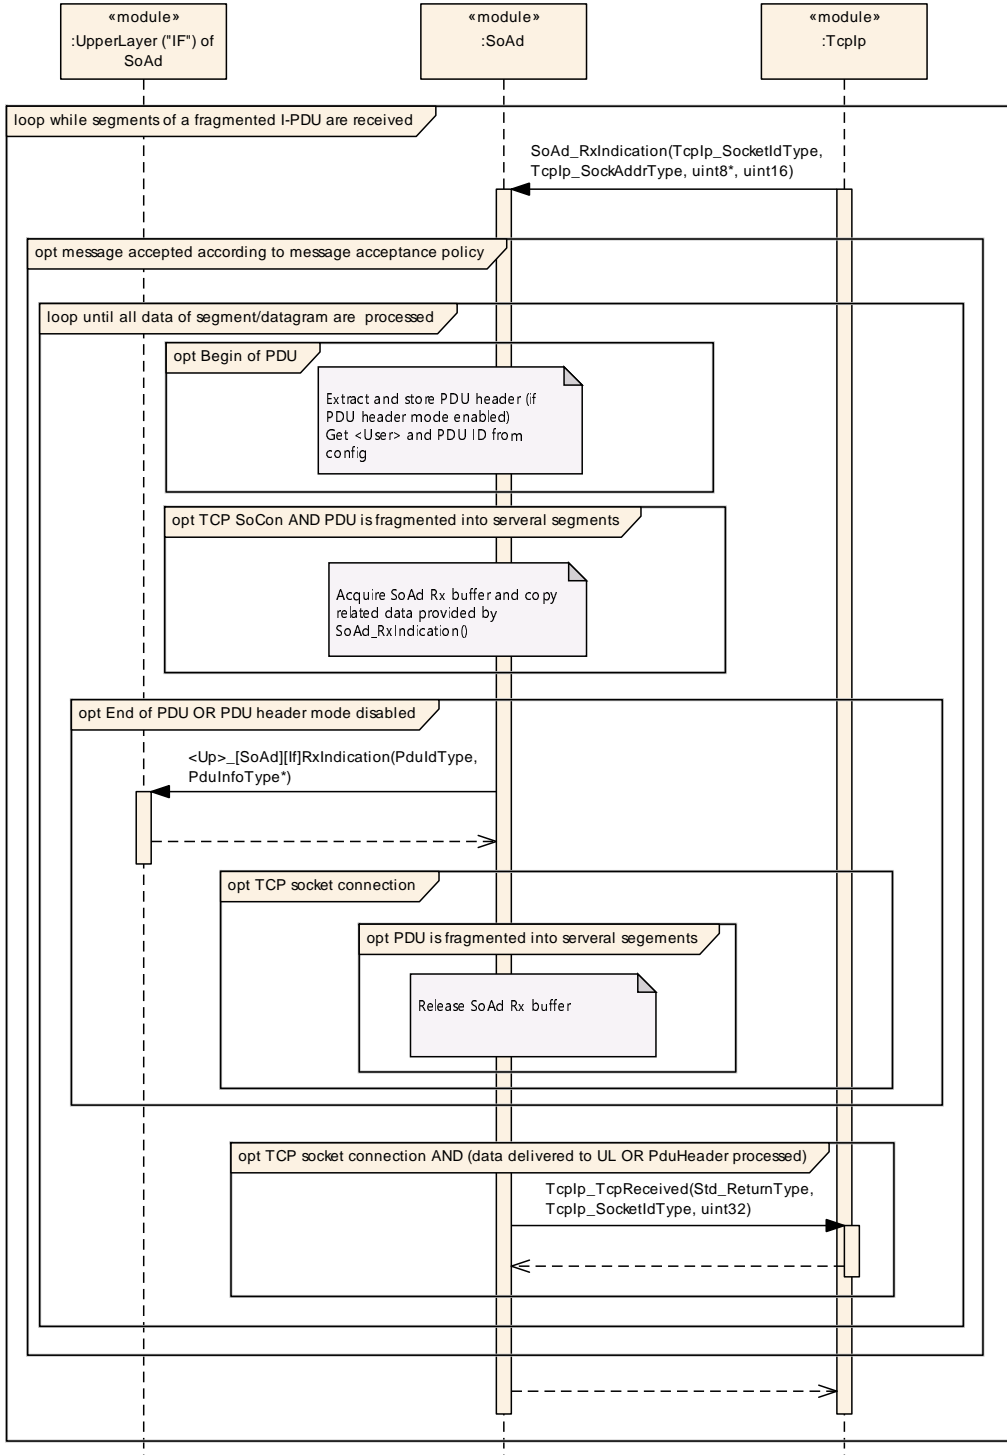 «module»
:UpperLayer ("IF") of
SoAd
«module»
:SoAd
«module»
:TcpIp
loop while segments of a fragmented I-PDU are received
SoAd_RxIndication(TcpIp_SocketIdType,
TcpIp_SockAddrType, uint8*, uint16)
opt message accepted according to message acceptance policy
loop until all data of segment/datagram are processed
opt Begin of PDU
Extract and store PDU header (if
PDU header mode enabled)
Get <User> and PDU ID from
config
opt TCP SoCon AND PDU is fragmented into serveral segments
Acquire SoAd Rx buffer and copy
related data provided by
SoAd_RxIndication()
opt End of PDU OR PDU header mode disabled
<Up>_[SoAd][If]RxIndication(PduIdType,
PduInfoType*)
opt TCP socket connection
opt PDU is fragmented into serveral segements
Release SoAd Rx buffer
opt TCP socket connection AND (data delivered to UL OR PduHeader processed)
TcpIp_TcpReceived(Std_ReturnType,
TcpIp_SocketIdType, uint32)